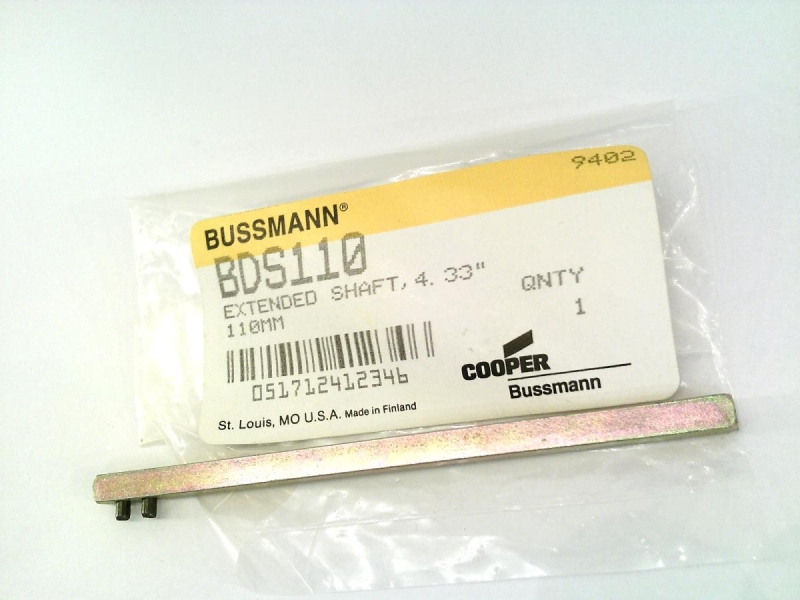 9402
BUSSMANN®
BDS110
EXTENDED SHAFT, 4.33"
110MM
QNTY
1
051712412346
COOPER
Bussmann
St. Louis, MO U.S.A. Made in Finland